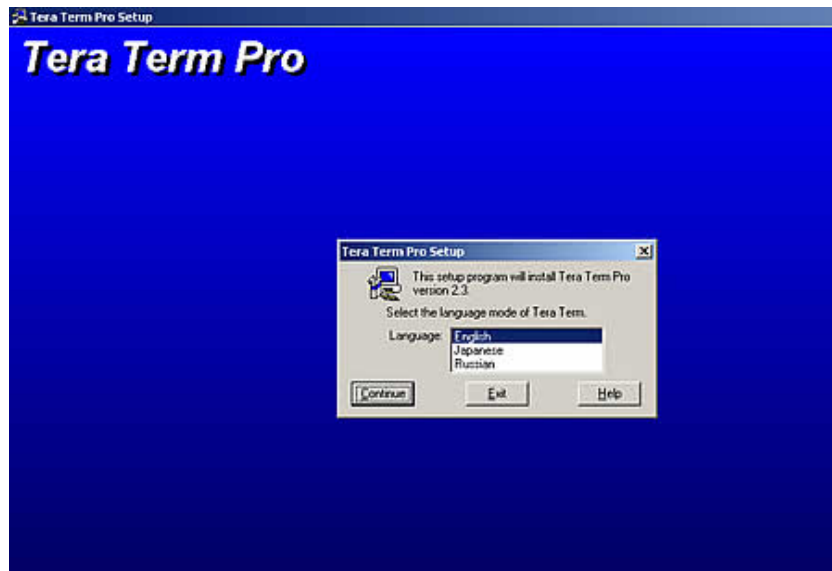 Tera Term Pro Setup
Tera Term Pro
Tera Term Pro Setup
This setup program will install Tera Term Pro
version 2.3.
Select the language mode of Tera Term.
Language: English
Japanese
Russian
Continue Exit Help